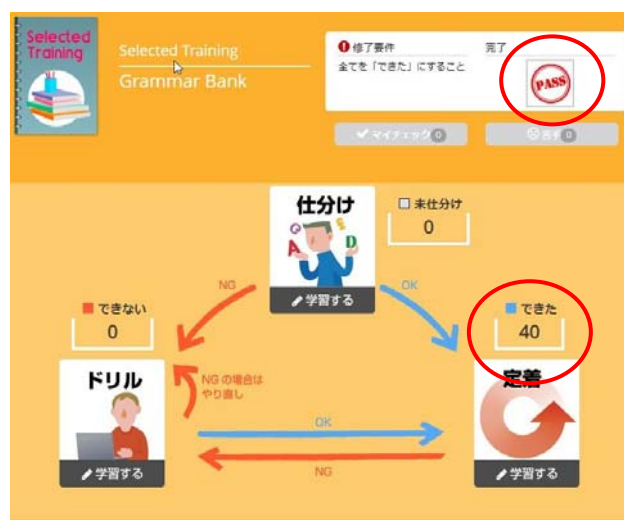 Selected
Training
Selected Training
Grammar Bank
修了要件
全てを「できた」にすること
完了
PASS
マイチェック 0
苦手 0
仕分け
学習する
未仕分け
0
NG
OK
できない
0
できた
40
ドリル
学習する
NGの場合は
やり直し
OK
NG
定着
学習する